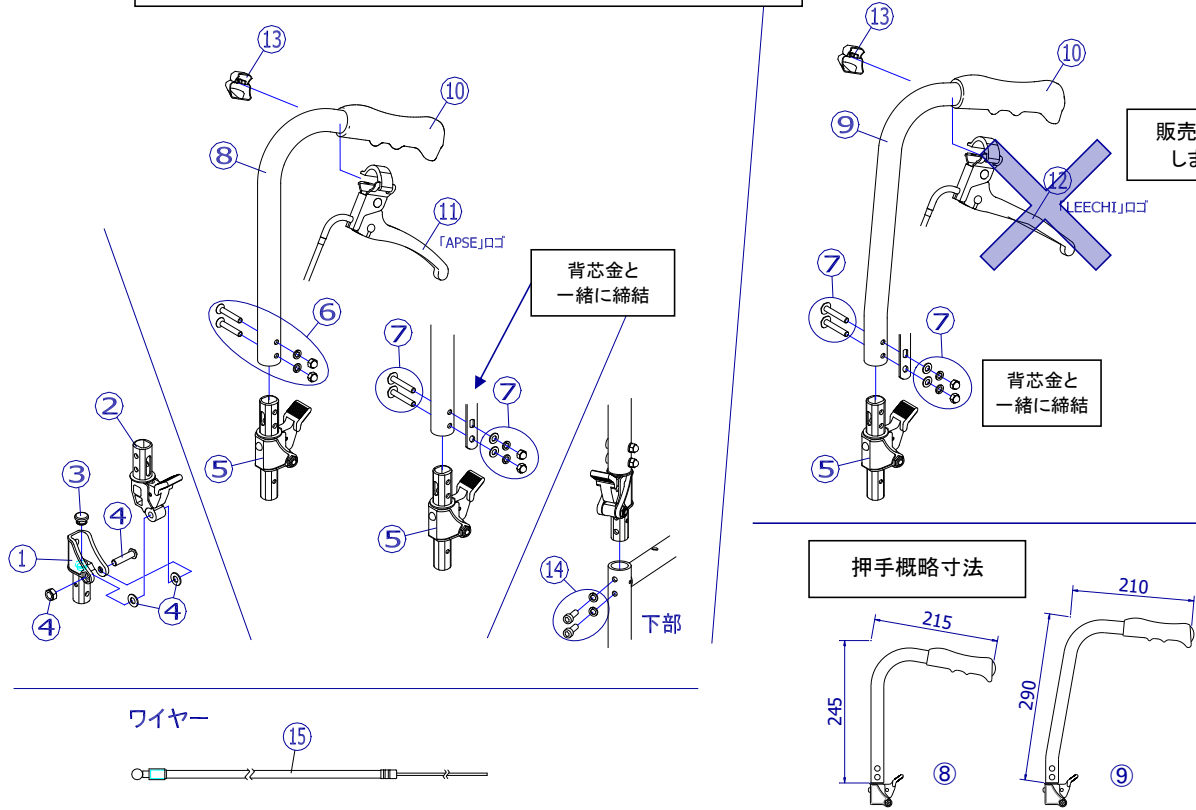 ⑬
⑩
⑧
⑪
「APSE」ロゴ
⑥
背芯金と
一緒に締結
⑦
⑦
②
③
④
①
④
④
⑤
⑤
⑭
下部
⑬
⑩
⑨
販売
しま
⑫
「LEECHI」ロゴ
⑦
⑦
背芯金と
一緒に締結
⑤
押手概略寸法
215
245
⑧
210
290
⑨
ワイヤー
⑮